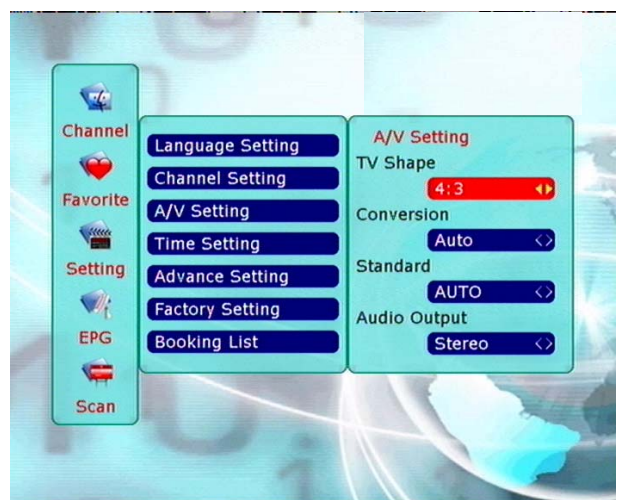 Channel
Favorite
Setting
EPG
Scan
Language Setting
Channel Setting
A/V Setting
Time Setting
Advance Setting
Factory Setting
Booking List
A/V Setting
TV Shape
4:3
Conversion
Auto
Standard
AUTO
Audio Output
Stereo